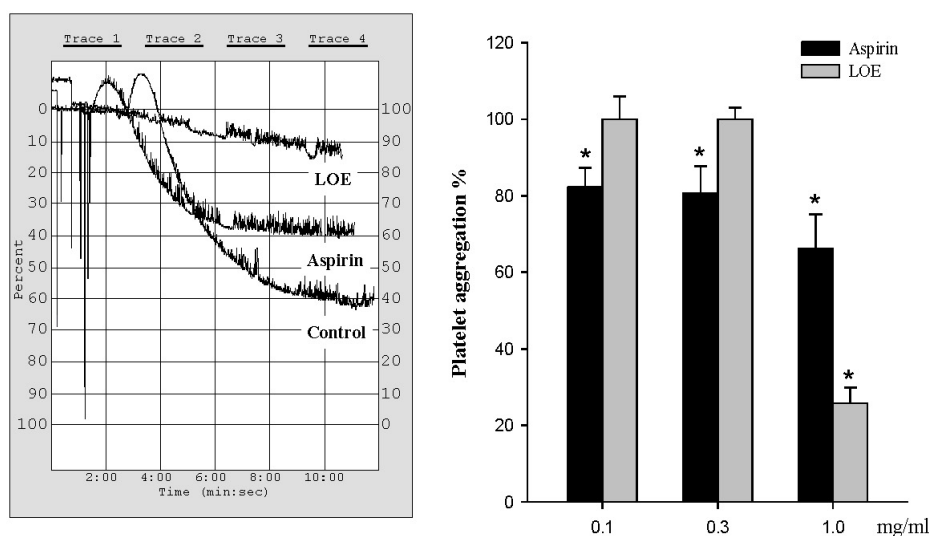 Trace 1 Trace 2 Trace 3 Trace 4
0 100
10 90
20 80
LOE
30 70
40 60
Aspirin
50 50
60 40
Control
70 30
80 20
90 10
100 0
Percent
2:00 4:00 6:00 8:00 10:00
Time (min:sec)
120
100
80
60
40
20
0
Platelet aggregation %
Aspirin
LOE
* * * *
0.1 0.3 1.0 mg/ml